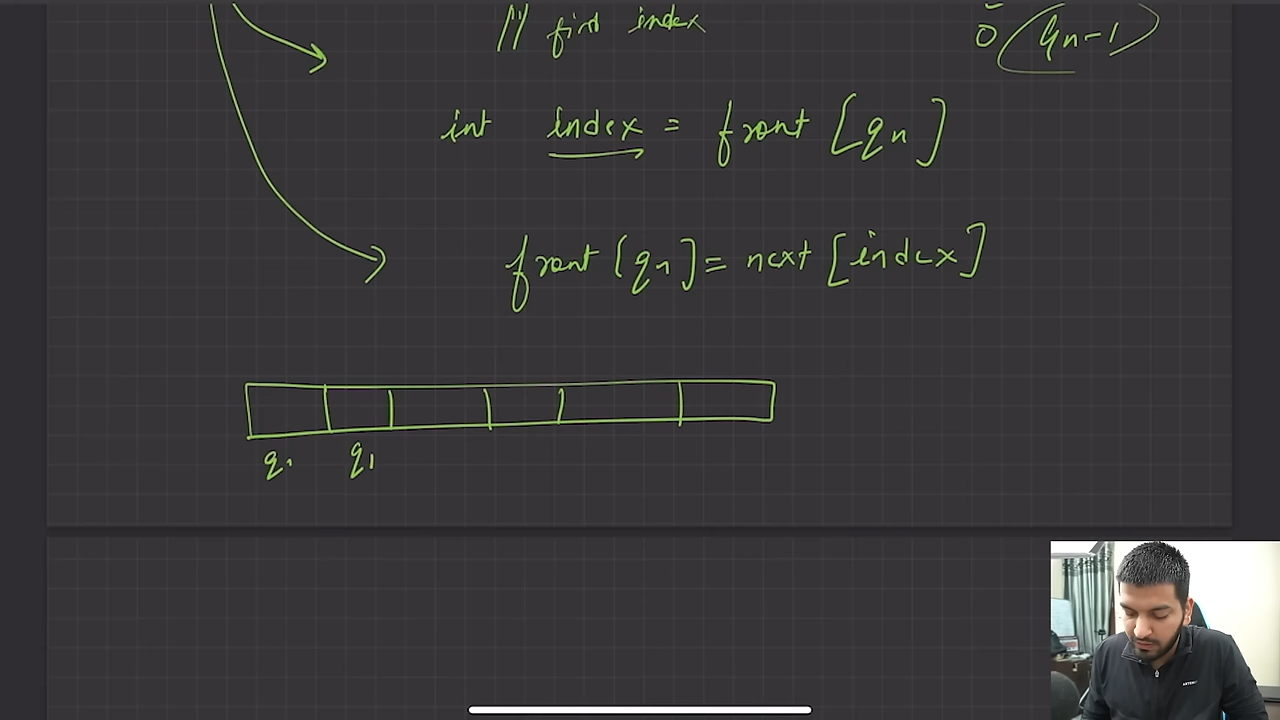 // find index
0 (qn-1)
int index = front [qn]
front [qn] = next [index]
q1 q1